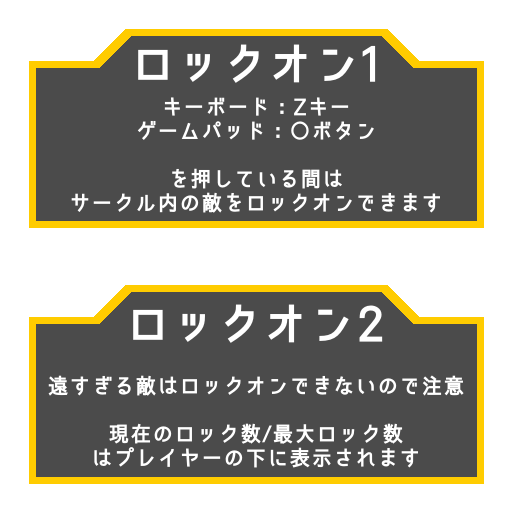 ロックオン1
キーボード：Zキー
ゲームパッド：〇ボタン
を押している間は
サークル内の敵をロックオンできます
ロックオン2
遠すぎる敵はロックオンできないので注意
現在のロック数/最大ロック数
はプレイヤーの下に表示されます